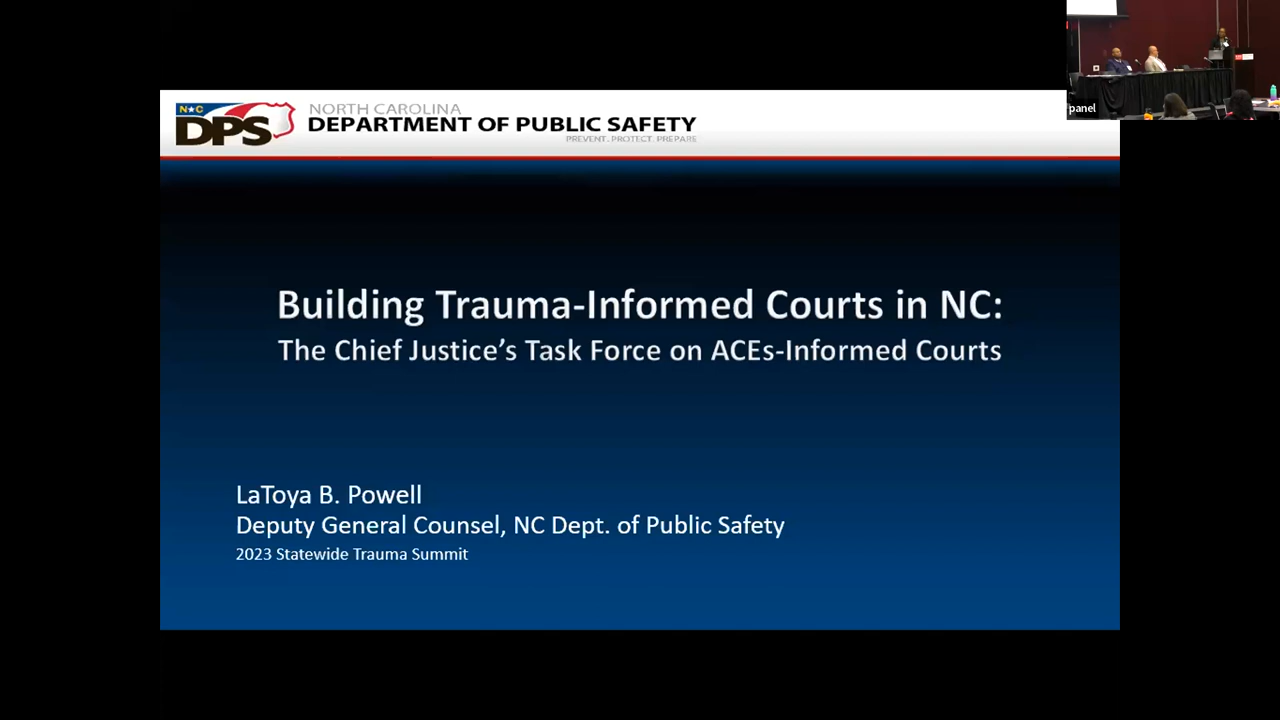 N★C
DPS
NORTH CAROLINA
DEPARTMENT OF PUBLIC SAFETY
PREVENT. PROTECT. PREPARE
panel
Building Trauma-Informed Courts in NC:
The Chief Justice's Task Force on ACEs-Informed Courts
LaToya B. Powell
Deputy General Counsel, NC Dept. of Public Safety
2023 Statewide Trauma Summit